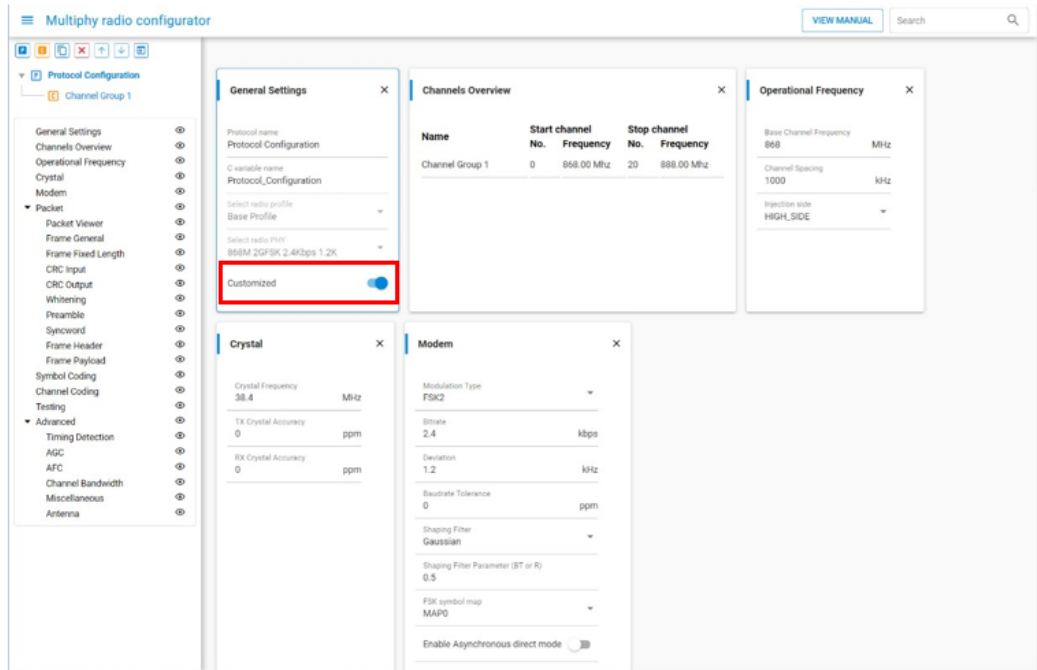 Multiphy radio configurator
VIEW MANUAL
Search
Protocol Configuration
Channel Group 1
General Settings
Channels Overview
Operational Frequency
Crystal
Modem
Packet
Packet Viewer
Frame General
Frame Fixed Length
CRC Input
CRC Output
Whitening
Preamble
Syncword
Frame Header
Frame Payload
Symbol Coding
Channel Coding
Testing
Advanced
Timing Detection
AGC
AFC
Channel Bandwidth
Miscellaneous
Antenna
General Settings
Protocol name
Protocol Configuration
C variable name
Protocol_Configuration
Select radio profile
Base Profile
Select radio PHY
868M 2GFSK 2.4Kbps 1.2K
Customized
Channels Overview
Start channel Stop channel
Name No. Frequency No. Frequency
Channel Group 1 0 868.00 Mhz 20 888.00 Mhz
Operational Frequency
Base Channel Frequency
868 MHz
Channel Spacing
1000 kHz
Injection side
HIGH_SIDE
Crystal
Crystal Frequency
38.4 MHz
TX Crystal Accuracy
0 ppm
RX Crystal Accuracy
0 ppm
Modem
Modulation Type
FSK2
Bitrate
2.4 kbps
Deviation
1.2 kHz
Baudrate Tolerance
0 ppm
Shaping Filter
Gaussian
Shaping Filter Parameter (BT or R)
0.5
FSK symbol map
MAP0
Enable Asynchronous direct mode